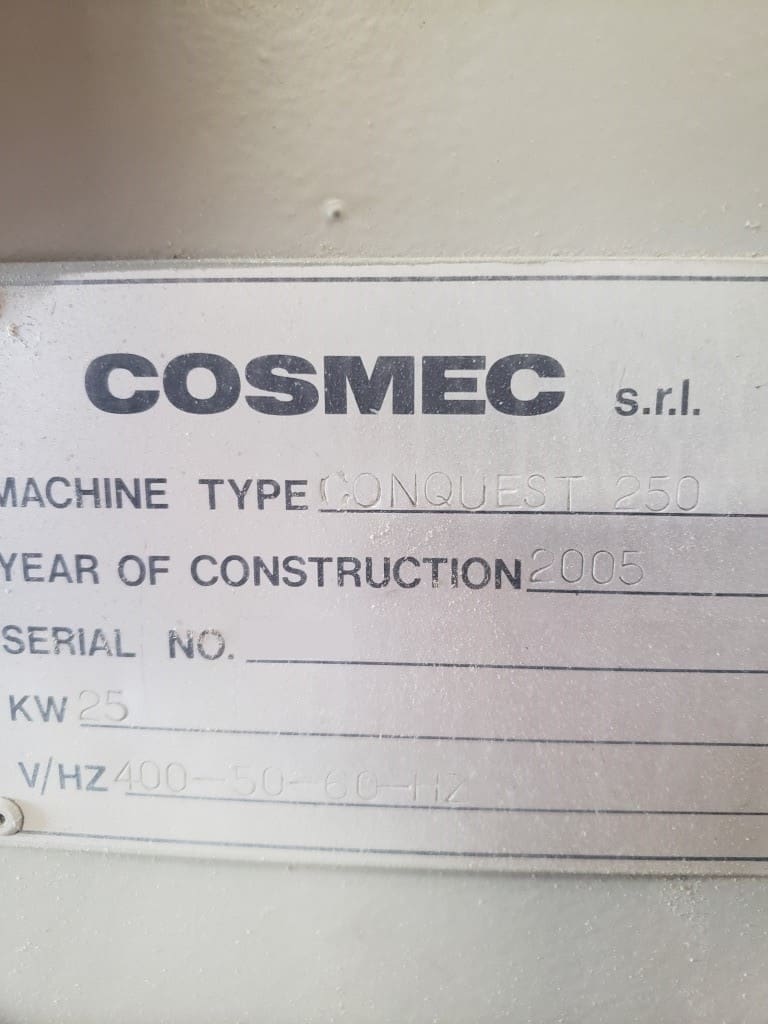 COSMEC s.r.l.
MACHINE TYPE CONQUEST 250
YEAR OF CONSTRUCTION 2005
SERIAL NO.
KW 25
V/HZ 400-50-60-HZ